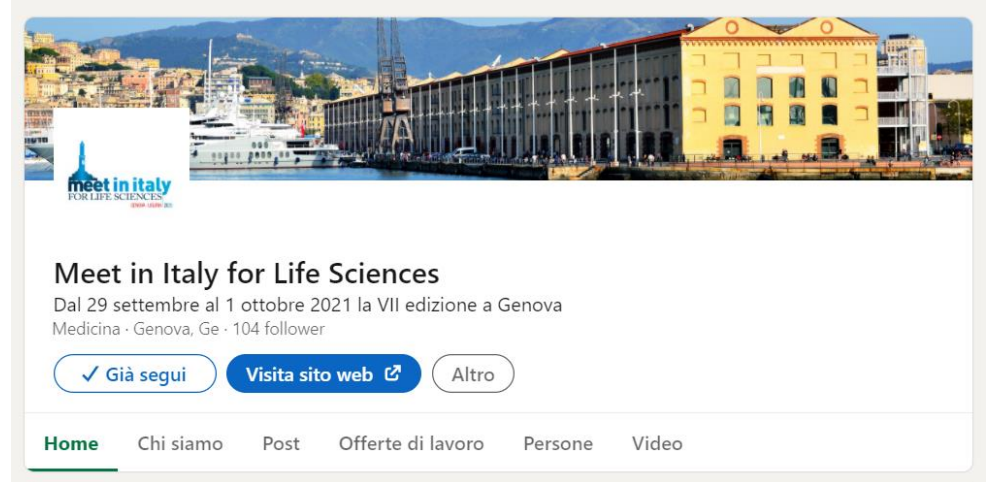 meet in italy
FOR LIFE SCIENCES
Meet in Italy for Life Sciences
Dal 29 settembre al 1 ottobre 2021 la VII edizione a Genova
Medicina · Genova, Ge · 104 follower
Già segui
Visita sito web
Altro
Home
Chi siamo
Post
Offerte di lavoro
Persone
Video